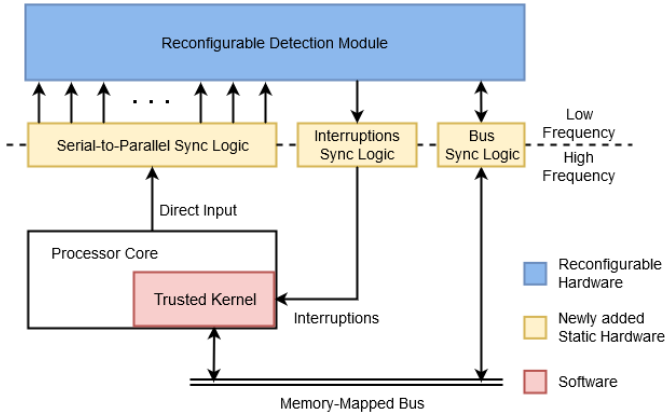 Reconfigurable Detection Module
. . .
Serial-to-Parallel Sync Logic
Interruptions
Sync Logic
Bus
Sync Logic
Low
Frequency
High
Frequency
Direct Input
Processor Core
Trusted Kernel
Interruptions
Memory-Mapped Bus
Reconfigurable
Hardware
Newly added
Static Hardware
Software